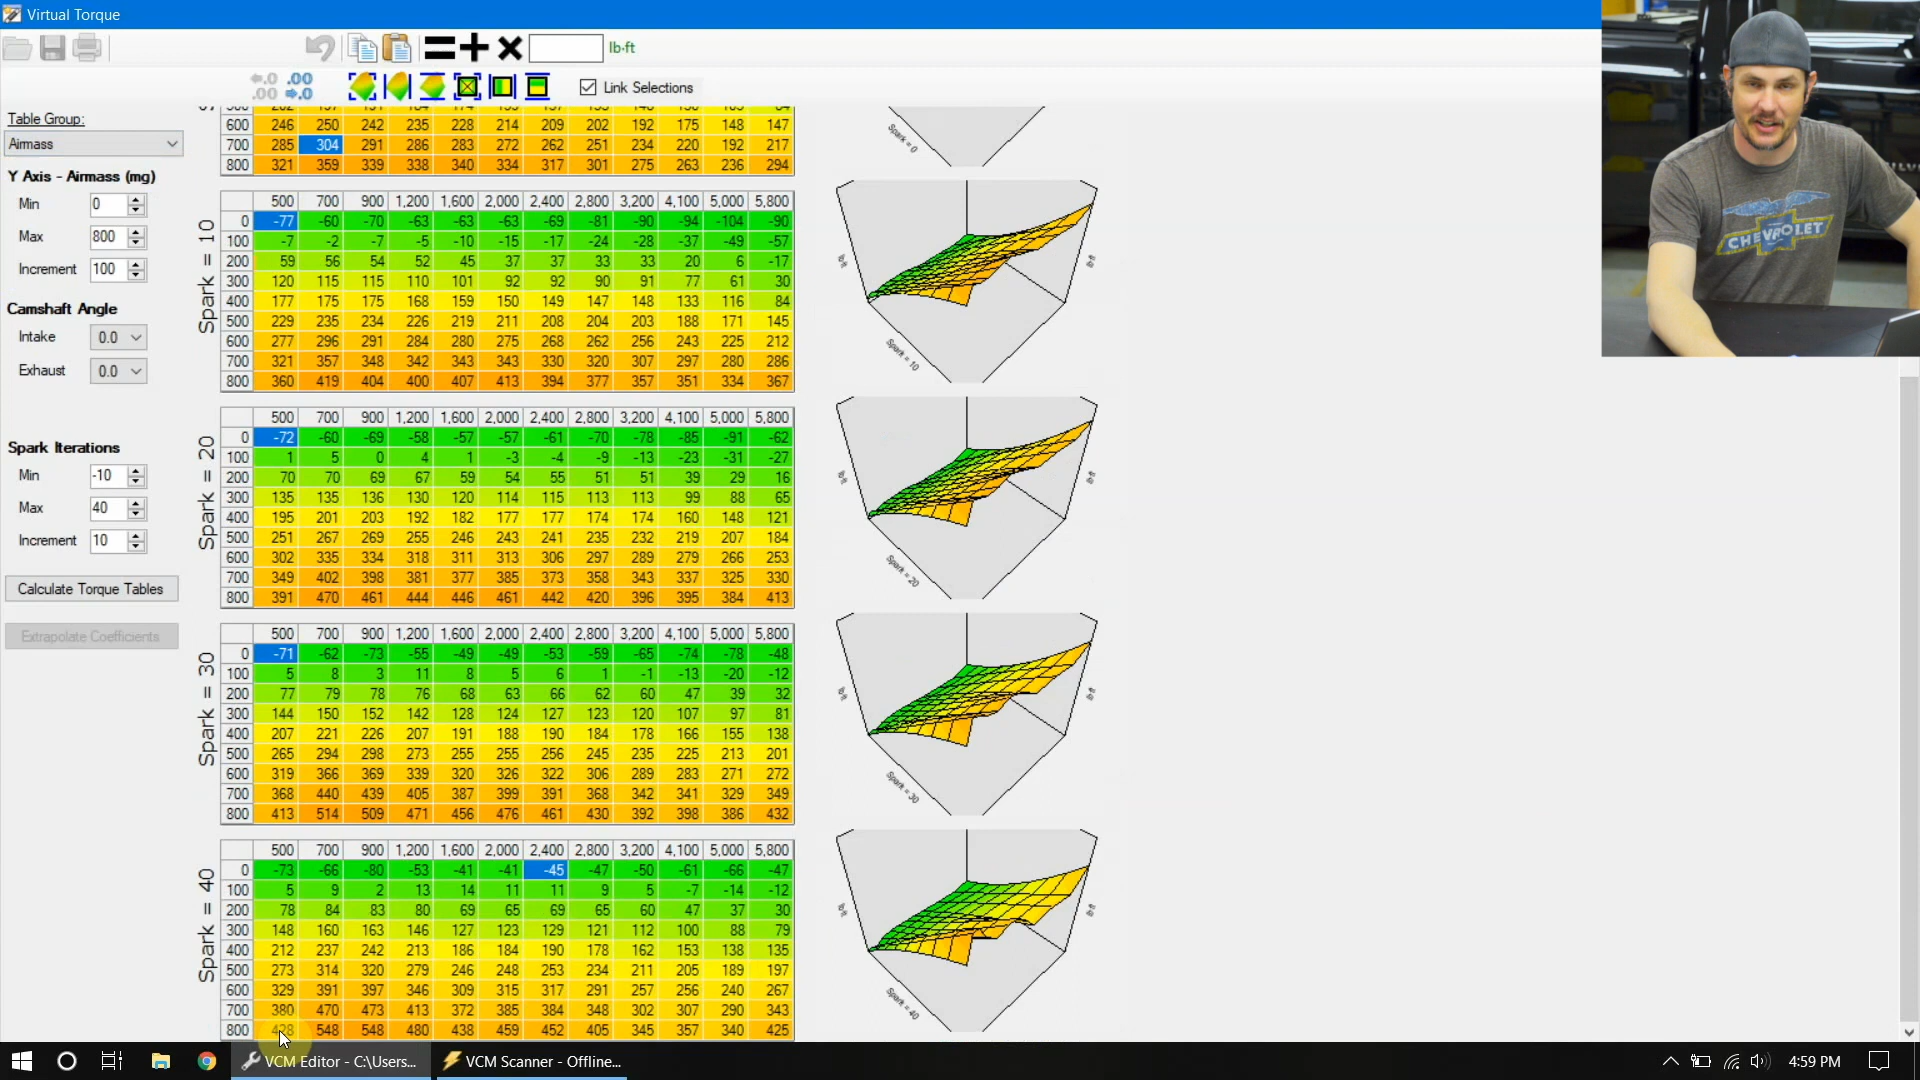 Virtual Torque
lb·ft
Link Selections
Table Group:
Airmass
Y Axis - Airmass (mg)
Min 0
Max 800
Increment 100
Camshaft Angle
Intake 0.0
Exhaust 0.0
Spark Iterations
Min -10
Max 40
Increment 10
Calculate Torque Tables
Extrapolate Coefficients
600 246 250 242 235 228 214 209 202 192 175 148 147
700 285 304 291 286 283 272 262 251 234 220 192 217
800 321 359 339 338 340 334 317 301 275 263 236 294
Spark = 0
Spark = 10
500 700 900 1,200 1,600 2,000 2,400 2,800 3,200 4,100 5,000 5,800
0 -77 -60 -70 -63 -63 -63 -69 -81 -90 -94 -104 -90
100 -7 -2 -7 -5 -10 -15 -17 -24 -28 -37 -49 -57
200 59 56 54 52 45 37 37 33 33 20 6 -17
300 120 115 115 110 101 92 92 90 91 77 61 30
400 177 175 175 168 159 150 149 147 148 133 116 84
500 229 235 234 226 219 211 208 204 203 188 171 145
600 277 296 291 284 280 275 268 262 256 243 225 212
700 321 357 348 342 343 343 330 320 307 297 280 286
800 360 419 404 400 407 413 394 377 357 351 334 367
lb·ft
lb·ft
Spark = 10
Spark = 20
500 700 900 1,200 1,600 2,000 2,400 2,800 3,200 4,100 5,000 5,800
0 -72 -60 -69 -58 -57 -57 -61 -70 -78 -85 -91 -62
100 1 5 0 4 1 -3 -4 -9 -13 -23 -31 -27
200 70 70 69 67 59 54 55 51 51 39 29 16
300 135 135 136 130 120 114 115 113 113 99 88 65
400 195 201 203 192 182 177 177 174 174 160 148 121
500 251 267 269 255 246 243 241 235 232 219 207 184
600 302 335 334 318 311 313 306 297 289 279 266 253
700 349 402 398 381 377 385 373 358 343 337 325 330
800 391 470 461 444 446 461 442 420 396 395 384 413
lb·ft
lb·ft
Spark = 20
Spark = 30
500 700 900 1,200 1,600 2,000 2,400 2,800 3,200 4,100 5,000 5,800
0 -71 -62 -73 -55 -49 -49 -53 -59 -65 -74 -78 -48
100 5 8 3 11 8 5 6 1 -1 -13 -20 -12
200 77 79 78 76 68 63 66 62 60 47 39 32
300 144 150 152 142 128 124 127 123 120 107 97 81
400 207 221 226 207 191 188 190 184 178 166 155 138
500 265 294 298 273 255 255 256 245 235 225 213 201
600 319 366 369 339 320 326 322 306 289 283 271 272
700 368 440 439 405 387 399 391 368 342 341 329 349
800 413 514 509 471 456 476 461 430 392 398 386 432
lb·ft
lb·ft
Spark = 30
Spark = 40
500 700 900 1,200 1,600 2,000 2,400 2,800 3,200 4,100 5,000 5,800
0 -73 -66 -80 -53 -41 -41 -45 -47 -50 -61 -66 -47
100 5 9 2 13 14 11 11 9 5 -7 -14 -12
200 78 84 83 80 69 65 69 65 60 47 37 30
300 148 160 163 146 127 123 129 121 112 100 88 79
400 212 237 242 213 186 184 190 178 162 153 138 135
500 273 314 320 279 246 248 253 234 211 205 189 197
600 329 391 397 346 309 315 317 291 257 256 240 267
700 380 470 473 413 372 385 384 348 302 307 290 343
800 428 548 548 480 438 459 452 405 345 357 340 425
lb·ft
lb·ft
Spark = 40
CHEVROLET
VCM Editor - C:\Users...
VCM Scanner - Offline...
4:59 PM